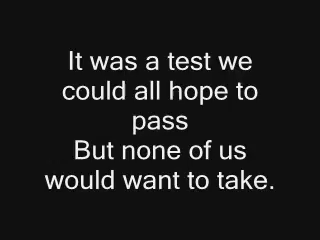 It was a test we
could all hope to
pass
But none of us
would want to take.